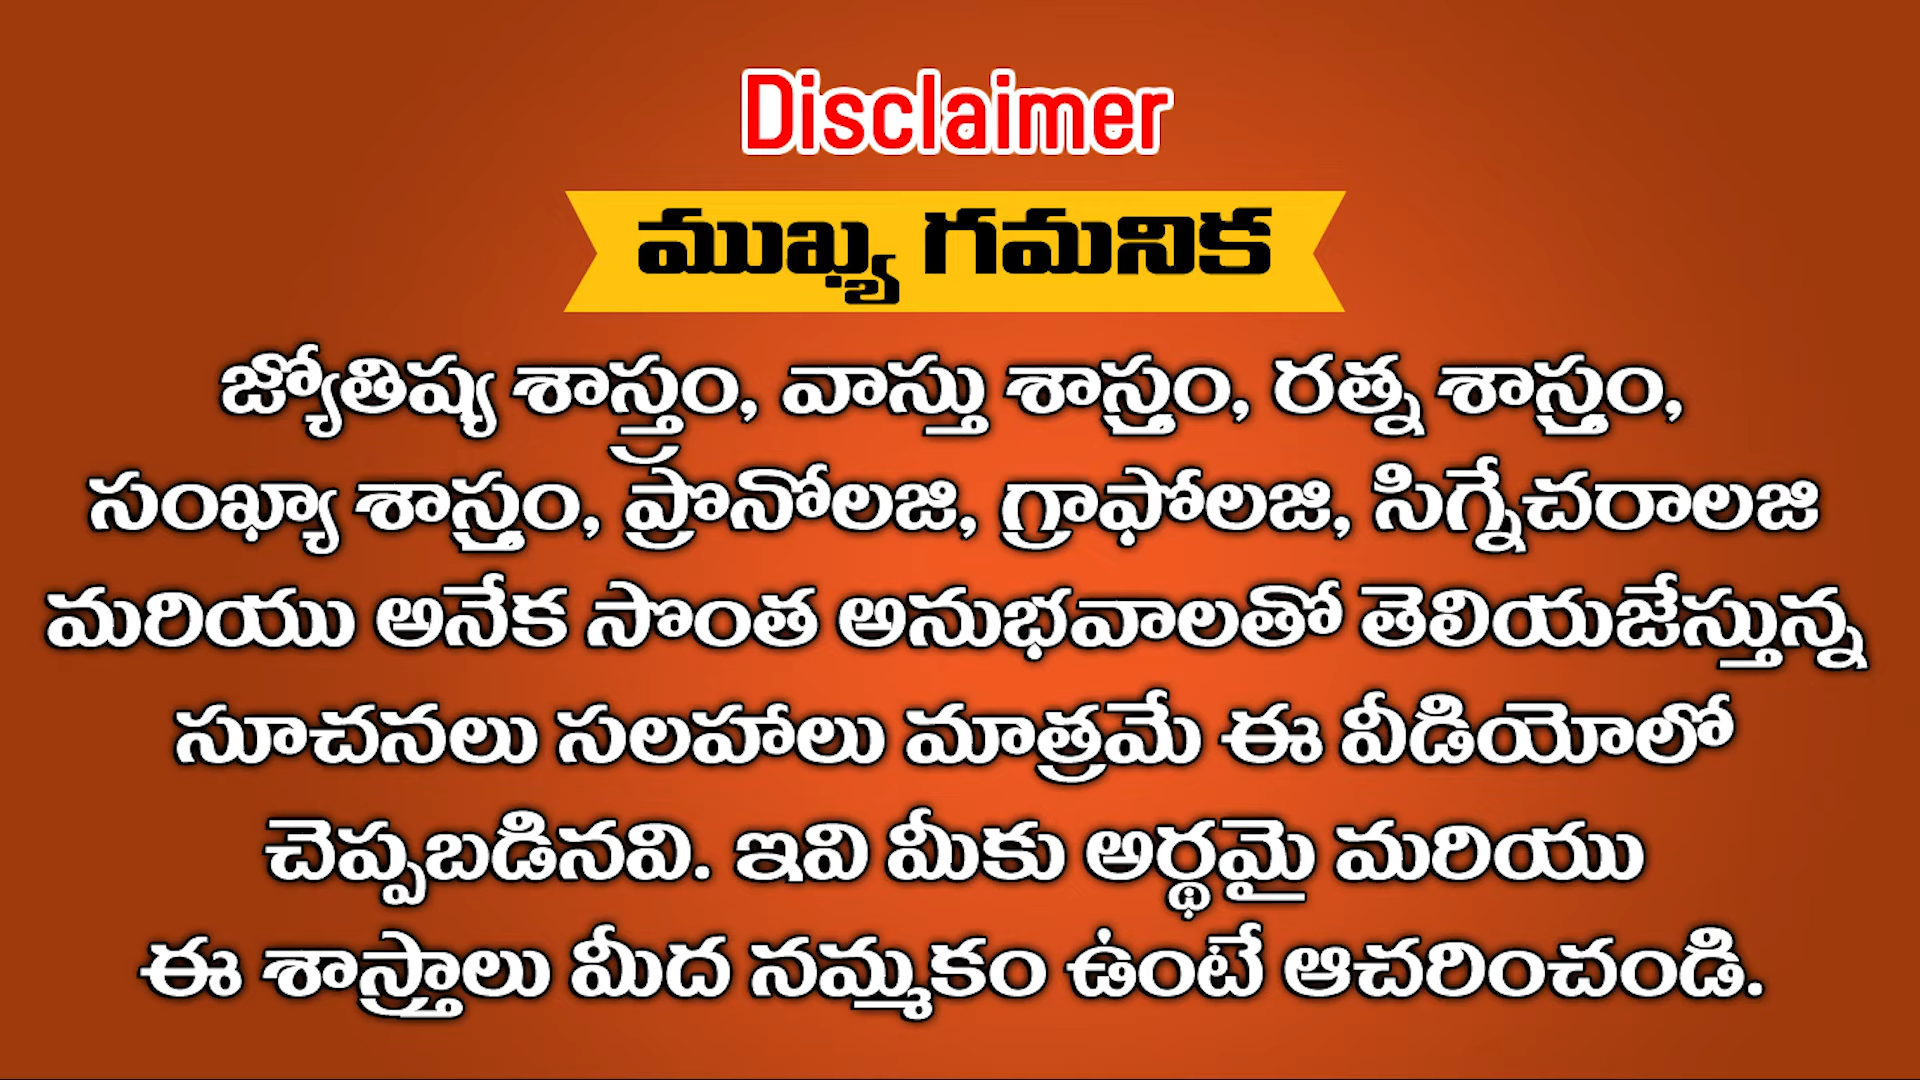 Disclaimer
ముఖ్య గమనిక
జ్యోతిష్య శాస్త్రం, వాస్తు శాస్త్రం, రత్న శాస్త్రం,
సంఖ్యా శాస్త్రం, ప్రొనోలజి, గ్రాఫోలజి, సిగ్నేచరాలజి
మరియు అనేక సొంత అనుభవాలతో తెలియజేస్తున్న
సూచనలు సలహాలు మాత్రమే ఈ వీడియోలో
చెప్పబడినవి. ఇవి మీకు అర్థమై మరియు
ఈ శాస్త్రాలు మీద నమ్మకం ఉంటే ఆచరించండి.